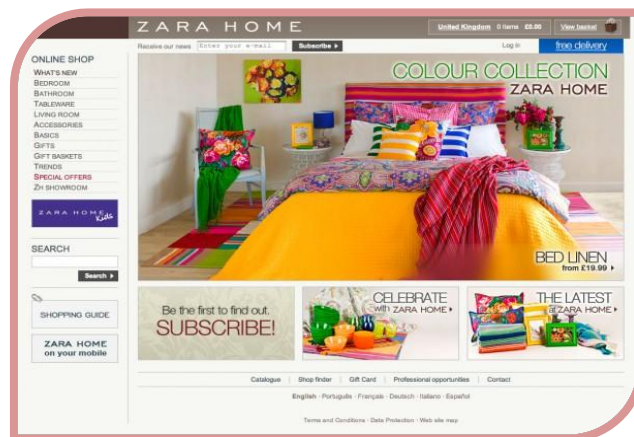 ZARA HOME
United Kingdom 0 items £0.00 View basket
Receive our news Enter your e-mail Subscribe Log in free delivery
ONLINE SHOP
WHAT'S NEW
BEDROOM
BATHROOM
TABLEWARE
LIVING ROOM
ACCESSORIES
BASICS
GIFTS
GIFT BASKETS
TRENDS
SPECIAL OFFERS
ZH SHOWROOM
ZARA HOME Kids
SEARCH
Search
SHOPPING GUIDE
ZARA HOME
on your mobile
COLOUR COLLECTION
ZARA HOME
BED LINEN
from £19.99
Be the first to find out.
SUBSCRIBE!
CELEBRATE
with ZARA HOME
THE LATEST
at ZARA HOME
Catalogue | Shop finder | Gift Card | Professional opportunities | Contact
English · Português · Français · Deutsch · Italiano · Español
Terms and Conditions · Data Protection · Web site map